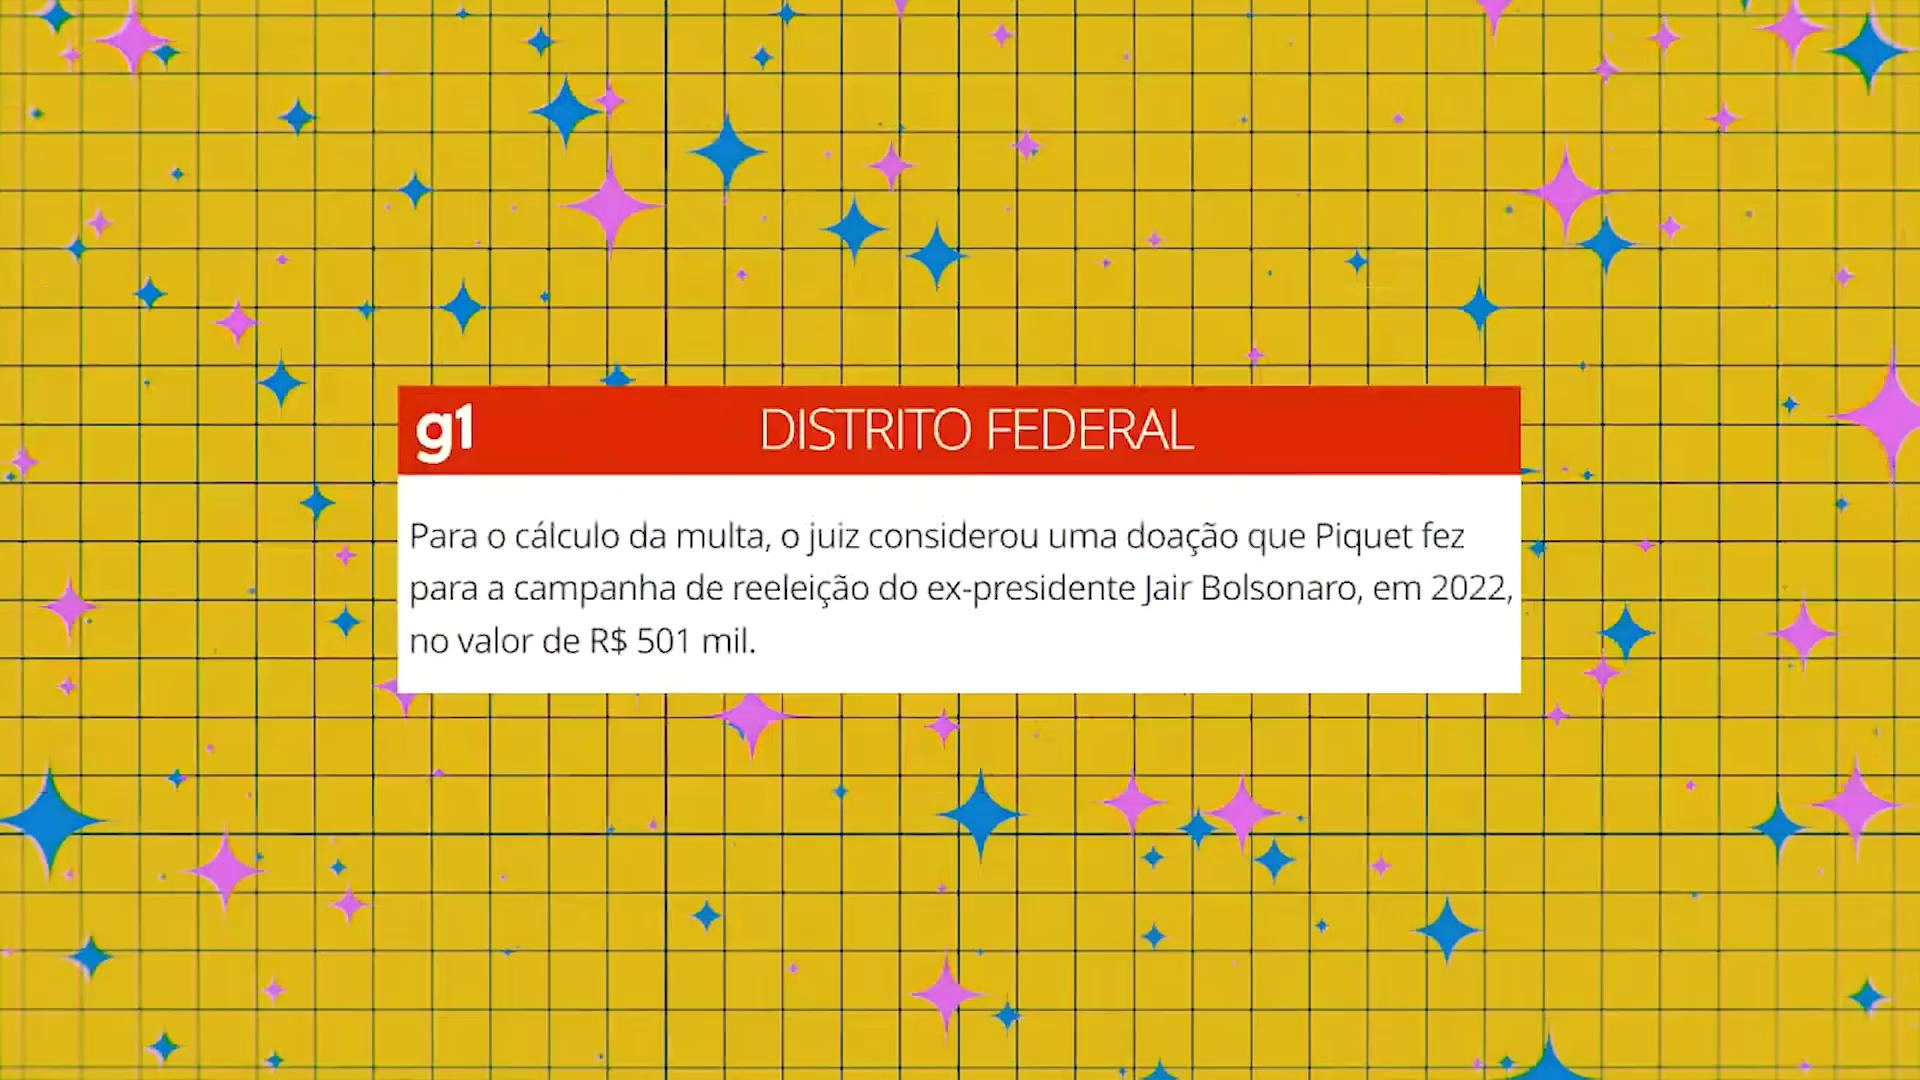 g1 DISTRITO FEDERAL
Para o cálculo da multa, o juiz considerou uma doação que Piquet fez
para a campanha de reeleição do ex-presidente Jair Bolsonaro, em 2022,
no valor de R$ 501 mil.